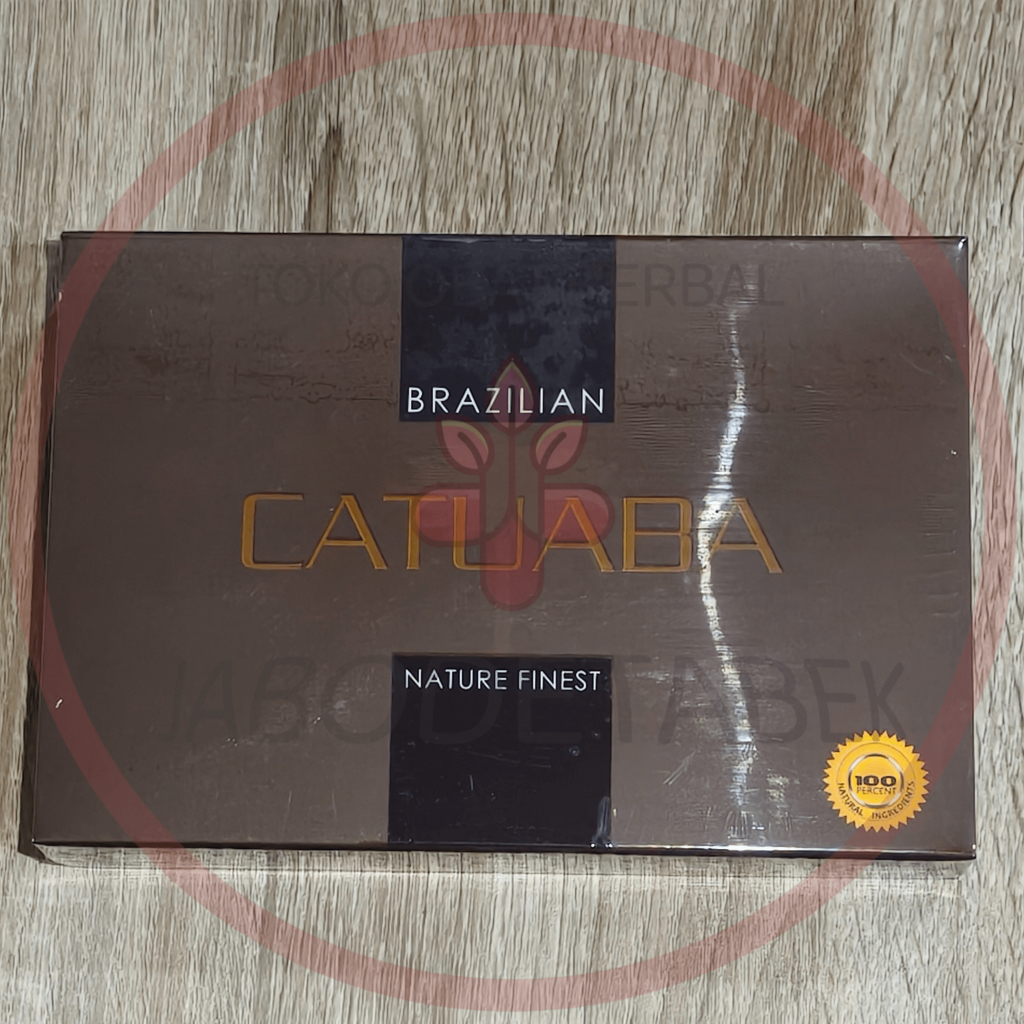 TOKO OBAT HERBAL
BRAZILIAN
CATUABA
NATURE FINEST
JABODETABEK
100
PERCENT
NATURAL INGREDIENTS